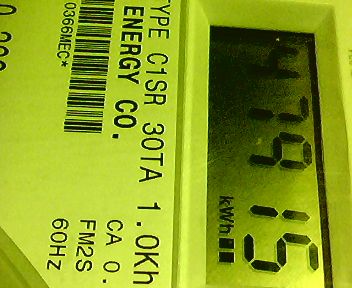 47915
kWh
TYPE C1SR 30TA 1.0Kh
ENERGY CO.
CA 0.
FM2S
60HZ
0366MEC*